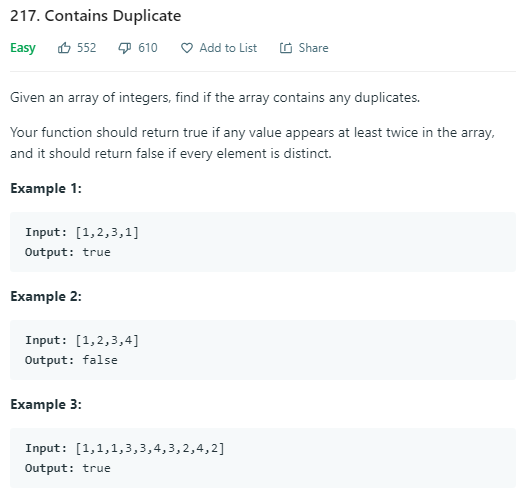 217. Contains Duplicate
Easy 552 610 Add to List Share
Given an array of integers, find if the array contains any duplicates.
Your function should return true if any value appears at least twice in the array,
and it should return false if every element is distinct.
Example 1:
Input: [1,2,3,1]
Output: true
Example 2:
Input: [1,2,3,4]
Output: false
Example 3:
Input: [1,1,1,3,3,4,3,2,4,2]
Output: true